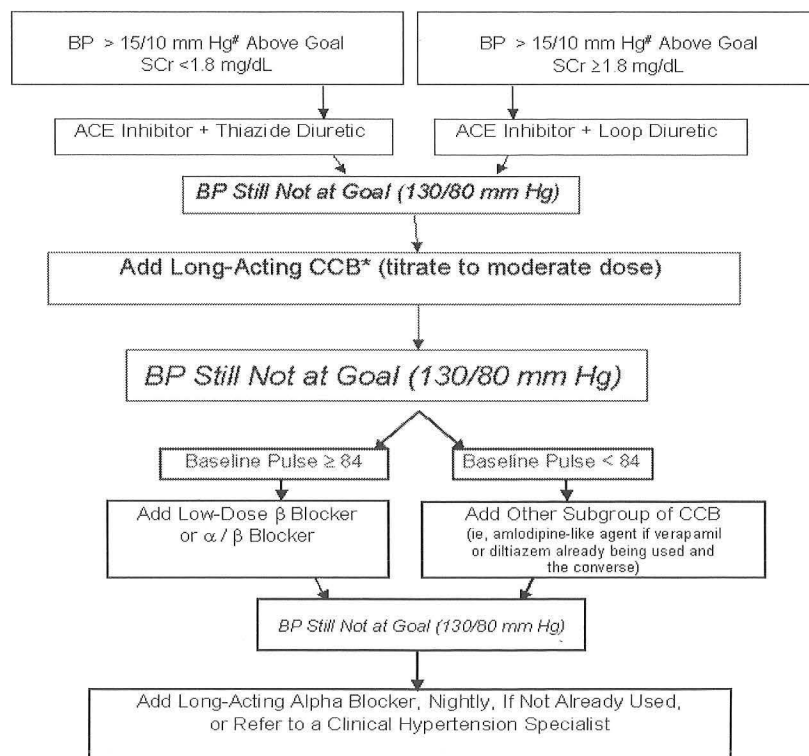 BP > 15/10 mm Hg# Above Goal
SCr <1.8 mg/dL
BP > 15/10 mm Hg# Above Goal
SCr ≥1.8 mg/dL
ACE Inhibitor + Thiazide Diuretic
ACE Inhibitor + Loop Diuretic
BP Still Not at Goal (130/80 mm Hg)
Add Long-Acting CCB* (titrate to moderate dose)
BP Still Not at Goal (130/80 mm Hg)
Baseline Pulse ≥ 84
Baseline Pulse < 84
Add Low-Dose β Blocker
or α / β Blocker
Add Other Subgroup of CCB
(ie, amlodipine-like agent if verapamil
or diltiazem already being used and
the converse)
BP Still Not at Goal (130/80 mm Hg)
Add Long-Acting Alpha Blocker, Nightly, If Not Already Used,
or Refer to a Clinical Hypertension Specialist